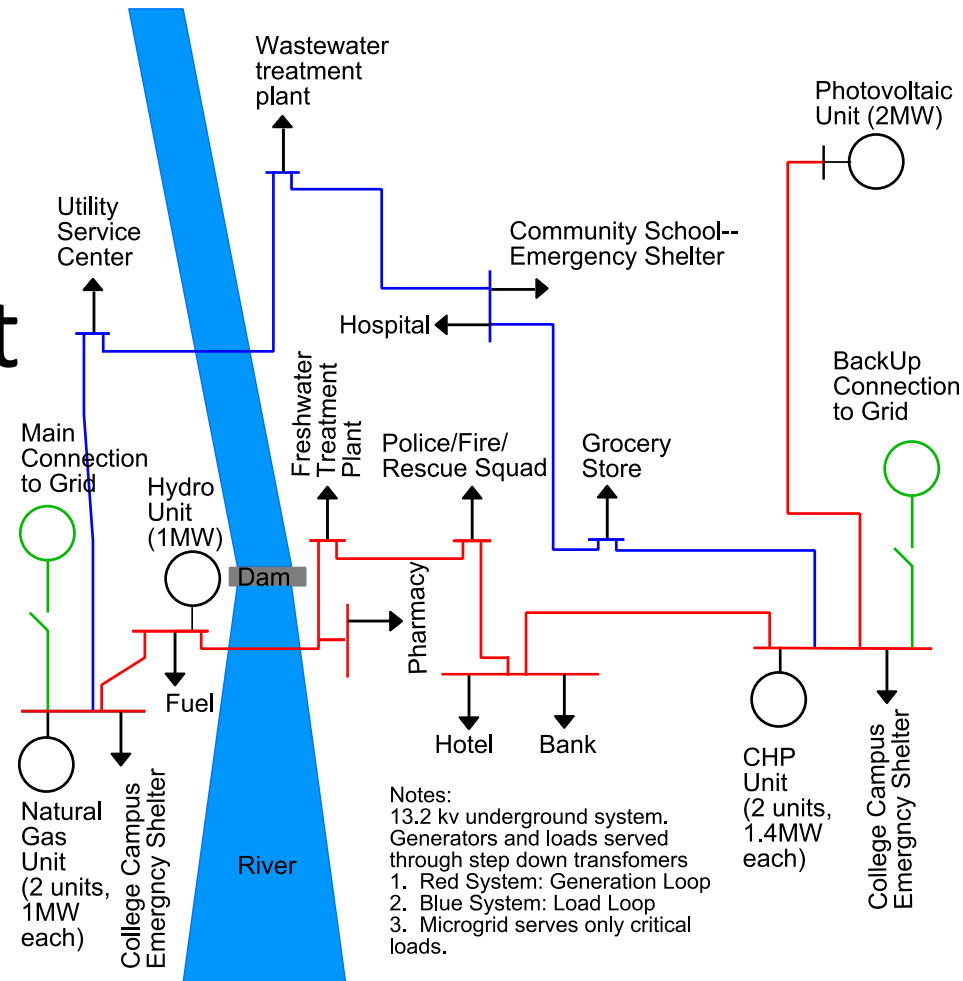 Wastewater
treatment
plant
Photovoltaic
Unit (2MW)
Utility
Service
Center
Community School--
Emergency Shelter
Hospital
t
BackUp
Connection
to Grid
Main
Connection
to Grid
Freshwater
Treatment
Plant
Police/Fire/
Rescue Squad
Grocery
Store
Hydro
Unit
(1MW)
Dam
Pharmacy
Fuel
Hotel
Bank
Natural
Gas
Unit
(2 units,
1MW
each)
College Campus
Emergncy Shelter
River
CHP
Unit
(2 units,
1.4MW
each)
College Campus
Emergncy Shelter
Notes:
13.2 kv underground system.
Generators and loads served
through step down transfomers
1. Red System: Generation Loop
2. Blue System: Load Loop
3. Microgrid serves only critical
loads.